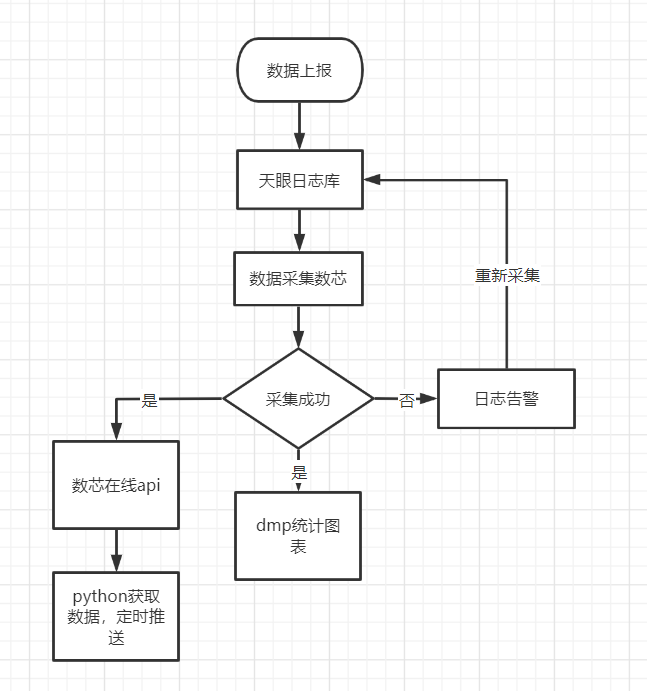 数据上报
天眼日志库
重新采集
数据采集数芯
采集成功
是
否
日志告警
是
数芯在线api
dmp统计图
表
python获取
数据，定时推
送